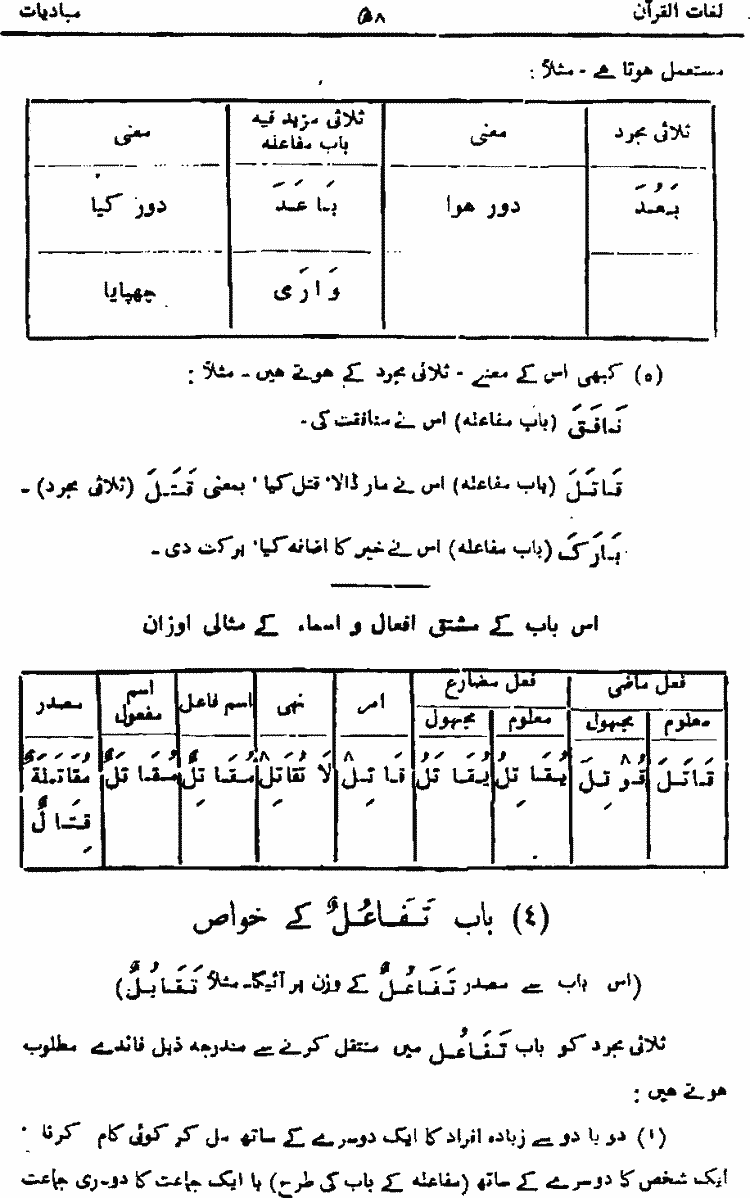 لغات القرآن ۵۸ مبادیات
مستعمل ہوتا ہے - مثلاً :
ثلاثی مجرد معنی ثلاثی مزید فیہ معنی
باب مفاعلہ
بَعُدَ دور ہوا بَاعَدَ دور کیا
وَارَی چھپایا
(۵) کبھی اس کے معنے - ثلاثی مجرد کے ہوتے ہیں - مثلاً :
نَافَقَ (باب مفاعلہ) اس نے منافقت کی -
قَاتَلَ (باب مفاعلہ) اس نے مار ڈالا' قتل کیا ' بمعنی قَتَلَ (ثلاثی مجرد) -
بَارَکَ (باب مفاعلہ) اس نے خیر کا اضافہ کیا' برکت دی -
اس باب کے مشتق افعال و اسماء کے مثالی اوزان
فعل ماضی فعل مضارع امر نہی اسم فاعل اسم مفعول مصدر
معلوم مجہول معلوم مجہول
قَاتَلَ قُوْتِلَ یُقَاتِلُ یُقَاتَلُ قَاتِلْ لَا تُقَاتِلْ مُقَاتِلٌ مُقَاتَلٌ مُقَاتَلَةٌ
قِتَالٌ
(٤) باب تَفَاعُلٌ کے خواص
(اس باب سے مصدر تَفَاعُلٌ کے وزن پر آئیگا- مثلاً تَقَابُلٌ)
ثلاثی مجرد کو باب تَفَاعُل میں منتقل کرنے سے مندرجہ ذیل فائدے مطلوب
ہوتے ہیں :
(۱) دو یا دو سے زیادہ افراد کا ایک دوسرے کے ساتھ مل کر کوئی کام کرنا '
ایک شخص کا دوسرے کے ساتھ (مفاعلہ کے باب کی طرح) یا ایک جماعت کا دوسری جماعت